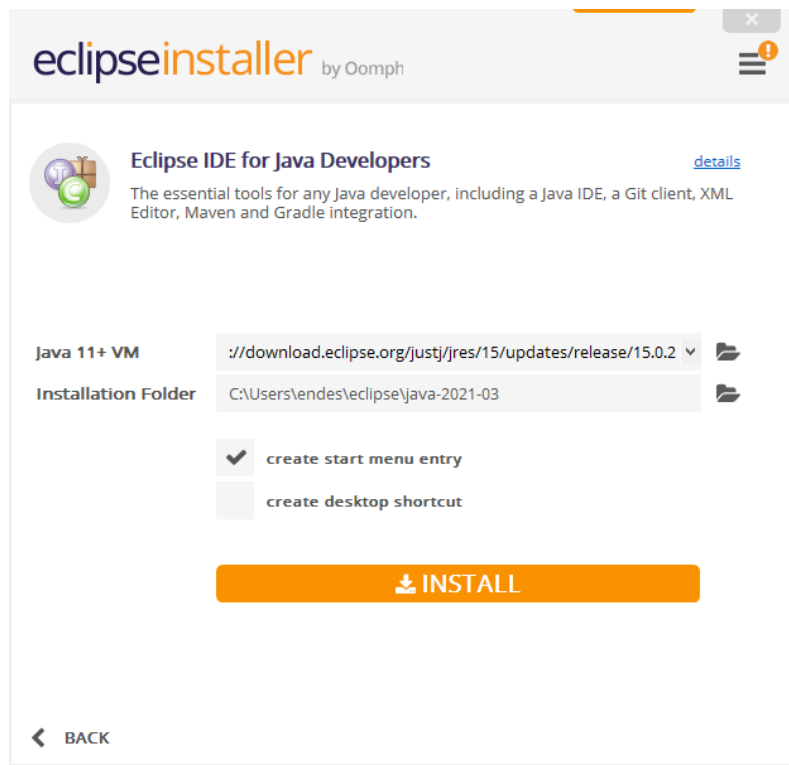 eclipseinstaller by Oomph
Eclipse IDE for Java Developers details
The essential tools for any Java developer, including a Java IDE, a Git client, XML
Editor, Maven and Gradle integration.
Java 11+ VM ://download.eclipse.org/justj/jres/15/updates/release/15.0.2
Installation Folder C:\Users\endes\eclipse\java-2021-03
create start menu entry
create desktop shortcut
INSTALL
BACK